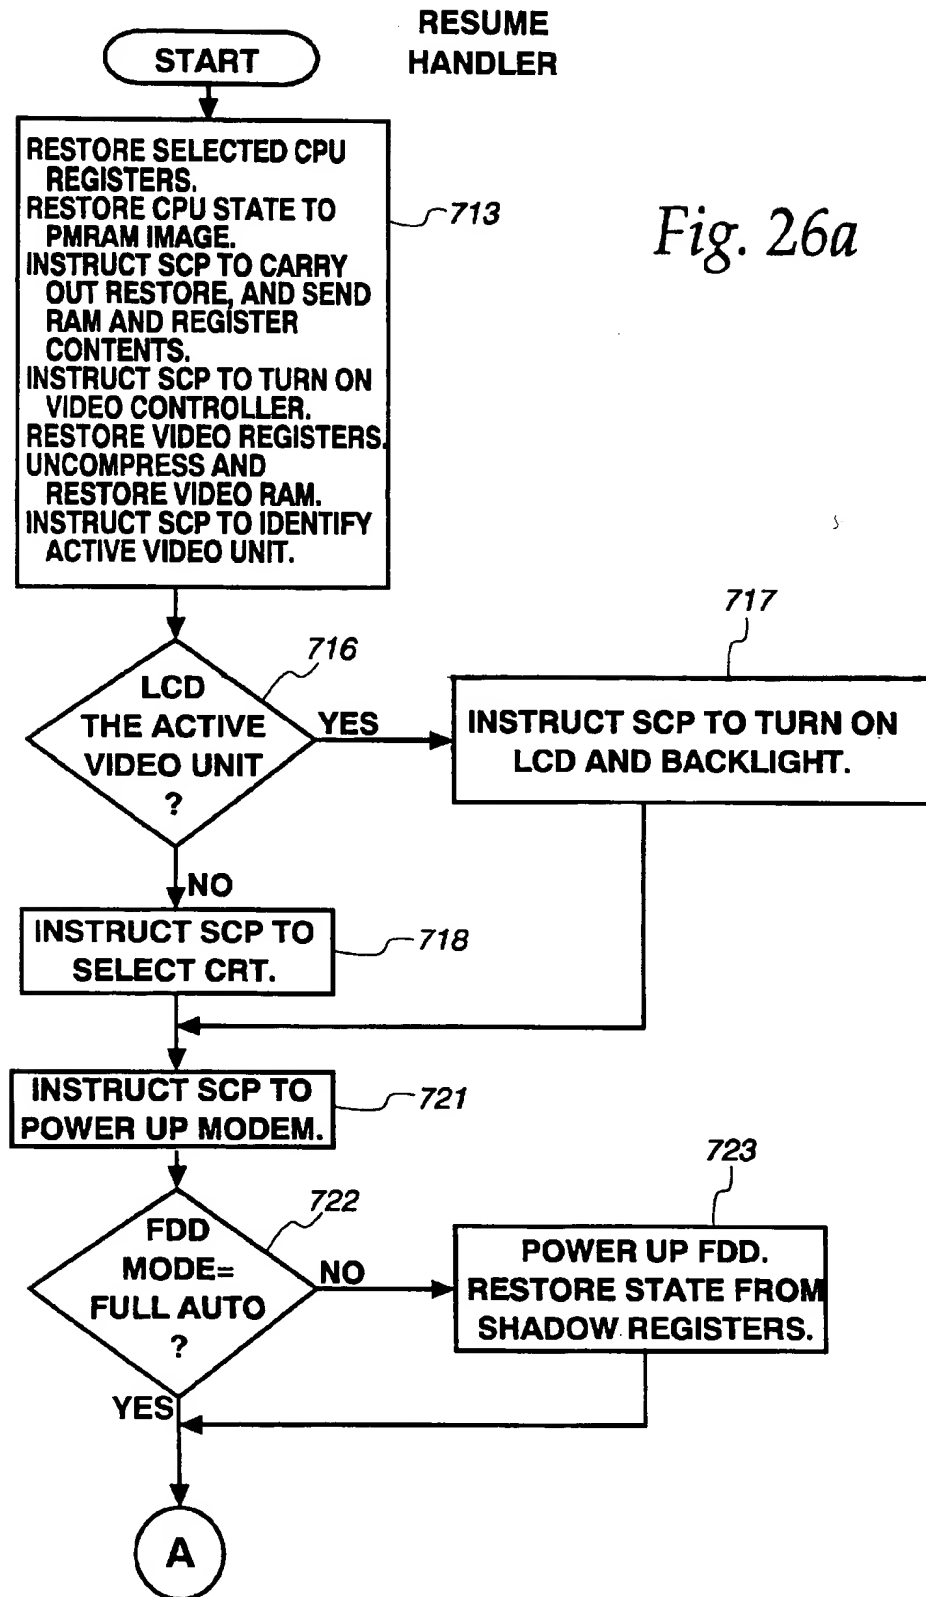 RESUME
HANDLER
START
RESTORE SELECTED CPU
REGISTERS.
RESTORE CPU STATE TO
PMRAM IMAGE.
INSTRUCT SCP TO CARRY
OUT RESTORE, AND SEND
RAM AND REGISTER
CONTENTS.
INSTRUCT SCP TO TURN ON
VIDEO CONTROLLER.
RESTORE VIDEO REGISTERS.
UNCOMPRESS AND
RESTORE VIDEO RAM.
INSTRUCT SCP TO IDENTIFY
ACTIVE VIDEO UNIT.
713
Fig. 26a
716
LCD
THE ACTIVE
VIDEO UNIT
?
YES
717
INSTRUCT SCP TO TURN ON
LCD AND BACKLIGHT.
NO
INSTRUCT SCP TO
SELECT CRT.
718
INSTRUCT SCP TO
POWER UP MODEM.
721
722
FDD
MODE=
FULL AUTO
?
NO
723
POWER UP FDD.
RESTORE STATE FROM
SHADOW REGISTERS.
YES
A